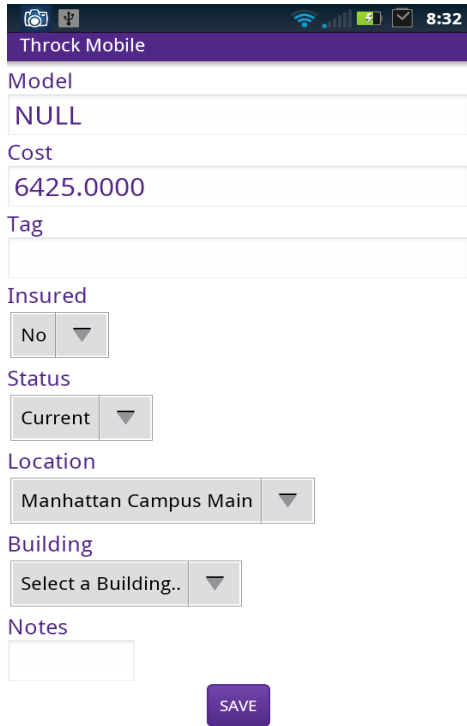 8:32
Throck Mobile
Model
NULL
Cost
6425.0000
Tag
Insured
No
Status
Current
Location
Manhattan Campus Main
Building
Select a Building..
Notes
SAVE